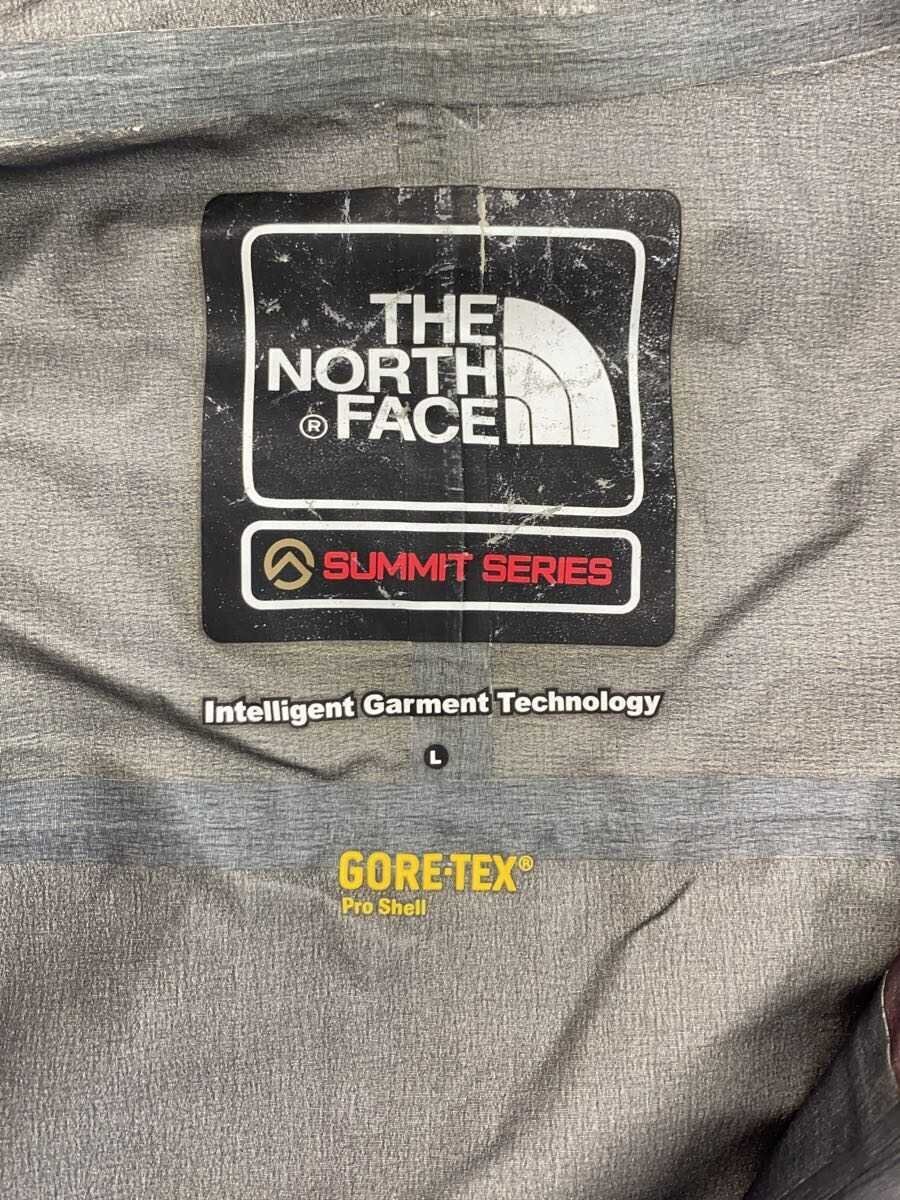 THE
NORTH
® FACE
SUMMIT SERIES
Intelligent Garment Technology
L
GORE-TEX®
Pro Shell